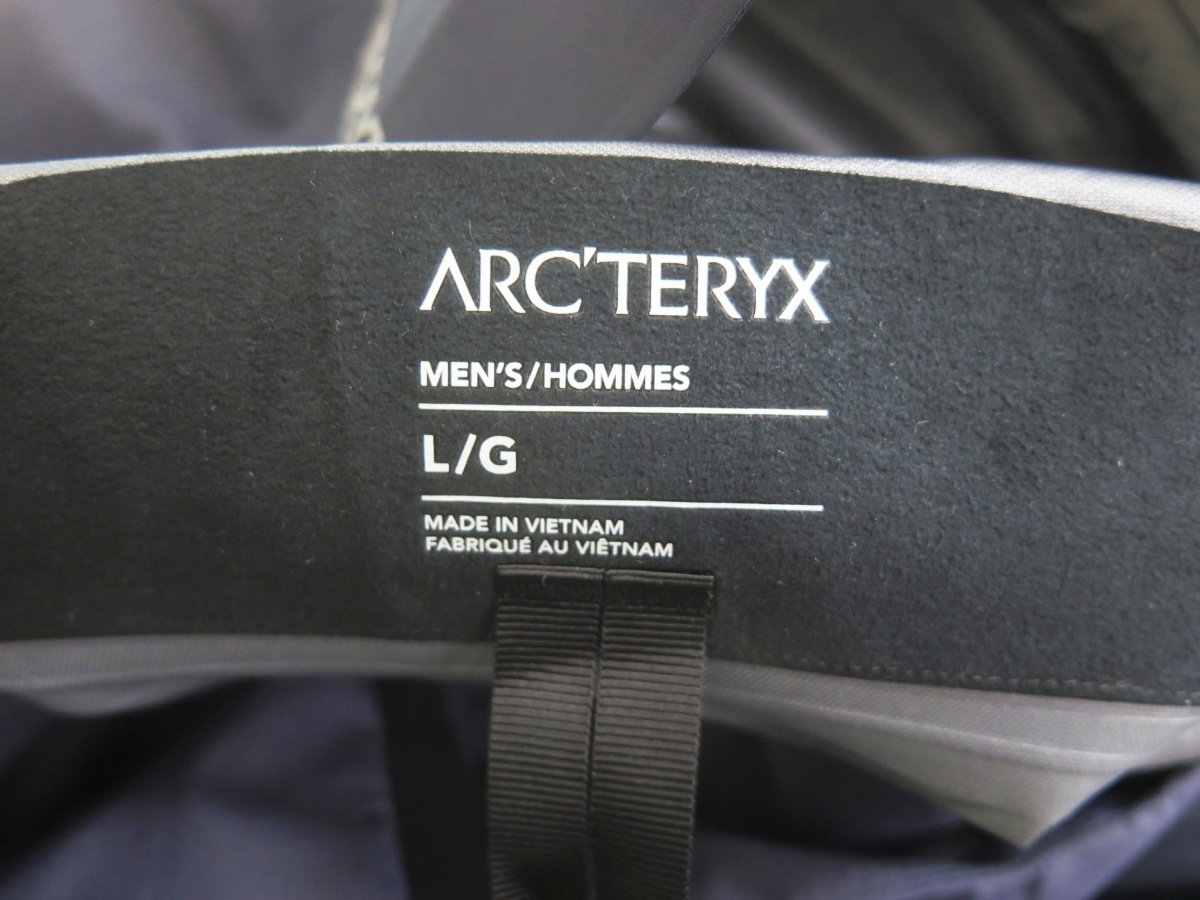 ARC'TERYX
MEN'S/HOMMES
L/G
MADE IN VIETNAM
FABRIQUÉ AU VIÊTNAM